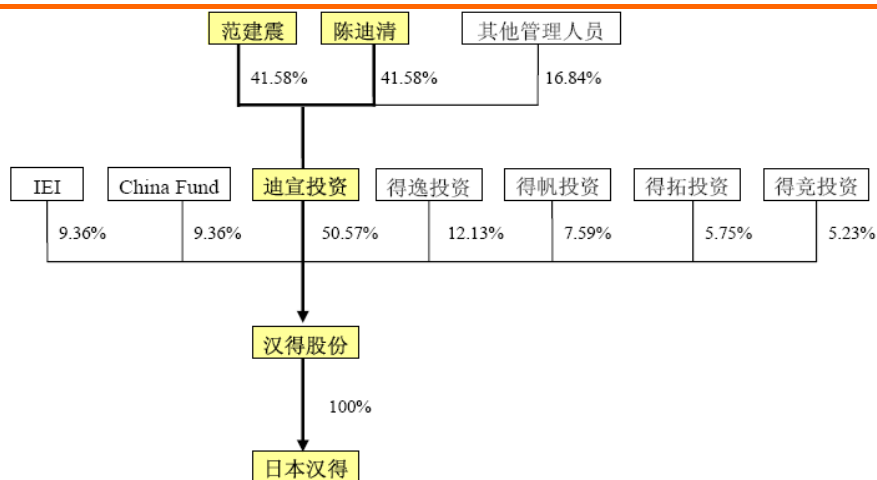 范建震 陈迪清 其他管理人员
41.58% 41.58% 16.84%
IEI China Fund 迪宣投资 得逸投资 得帆投资 得拓投资 得竞投资
9.36% 9.36% 50.57% 12.13% 7.59% 5.75% 5.23%
汉得股份
100%
日本汉得